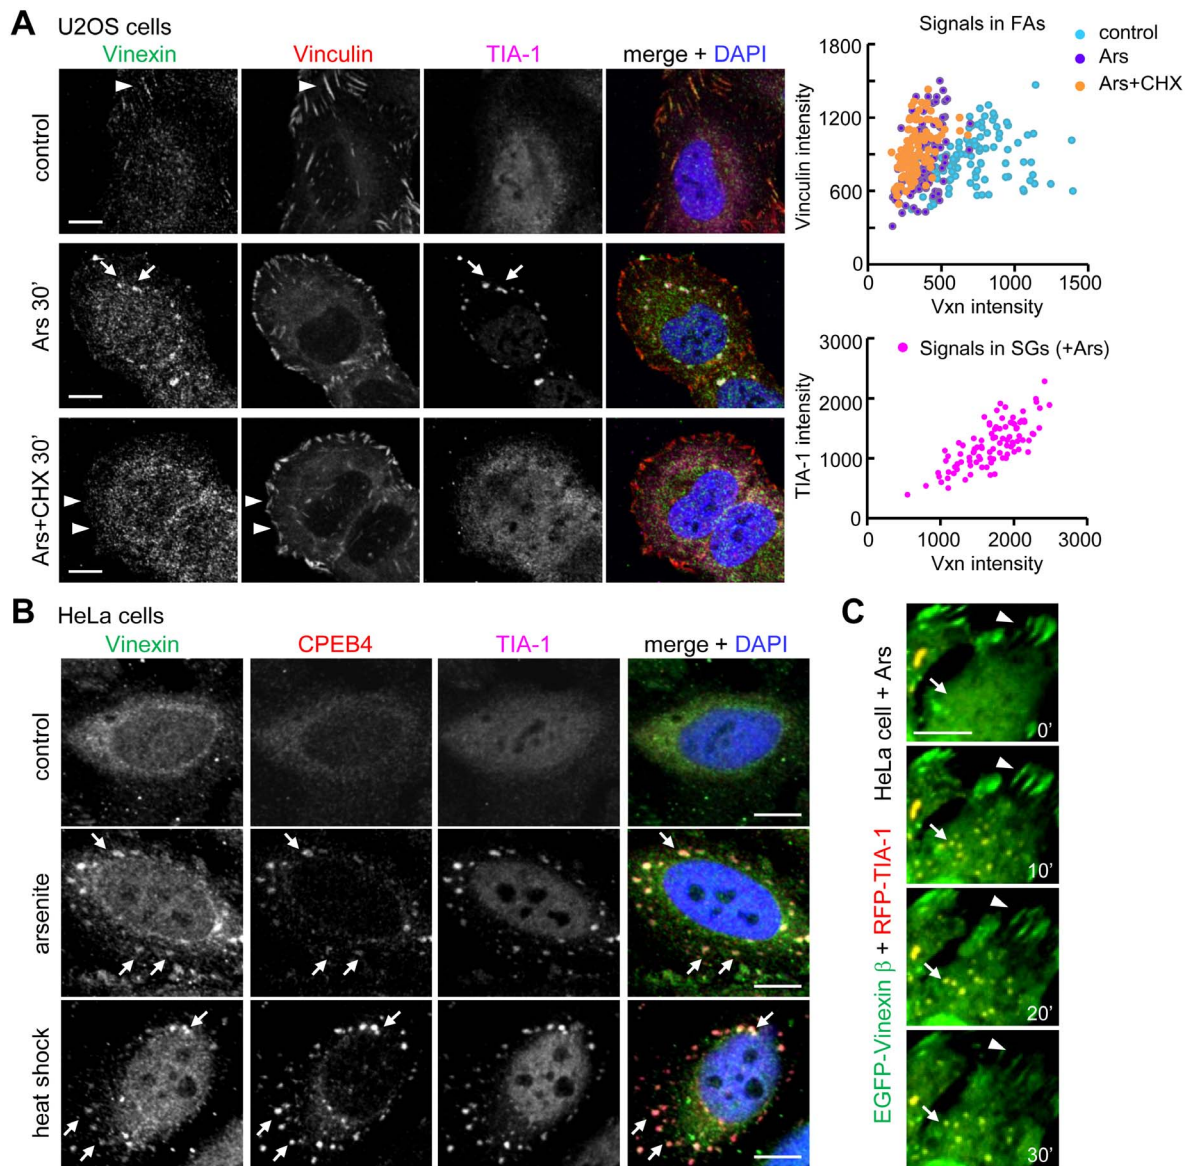 A U2OS cells
Vinexin Vinculin TIA-1 merge + DAPI
control
Ars 30'
Ars+CHX 30'
Signals in FAs
control
Ars
Ars+CHX
Vinculin intensity
1800
1200
600
0
0 500 1000 1500
Vxn intensity
Signals in SGs (+Ars)
TIA-1 intensity
3000
2000
1000
0
0 1000 2000 3000
Vxn intensity
B HeLa cells
Vinexin CPEB4 TIA-1 merge + DAPI
control
arsenite
heat shock
C
HeLa cell + Ars
EGFP-Vinexin β + RFP-TIA-1
0'
10'
20'
30'